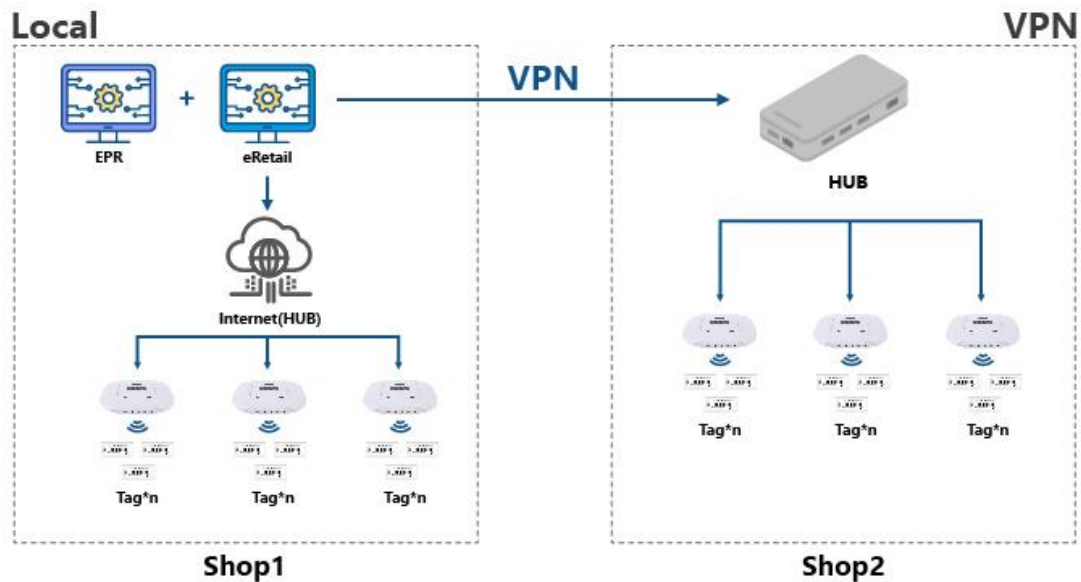 Local
VPN
VPN
EPR
+
eRetail
HUB
Internet(HUB)
Tag*n
Tag*n
Tag*n
Tag*n
Tag*n
Tag*n
Shop1
Shop2